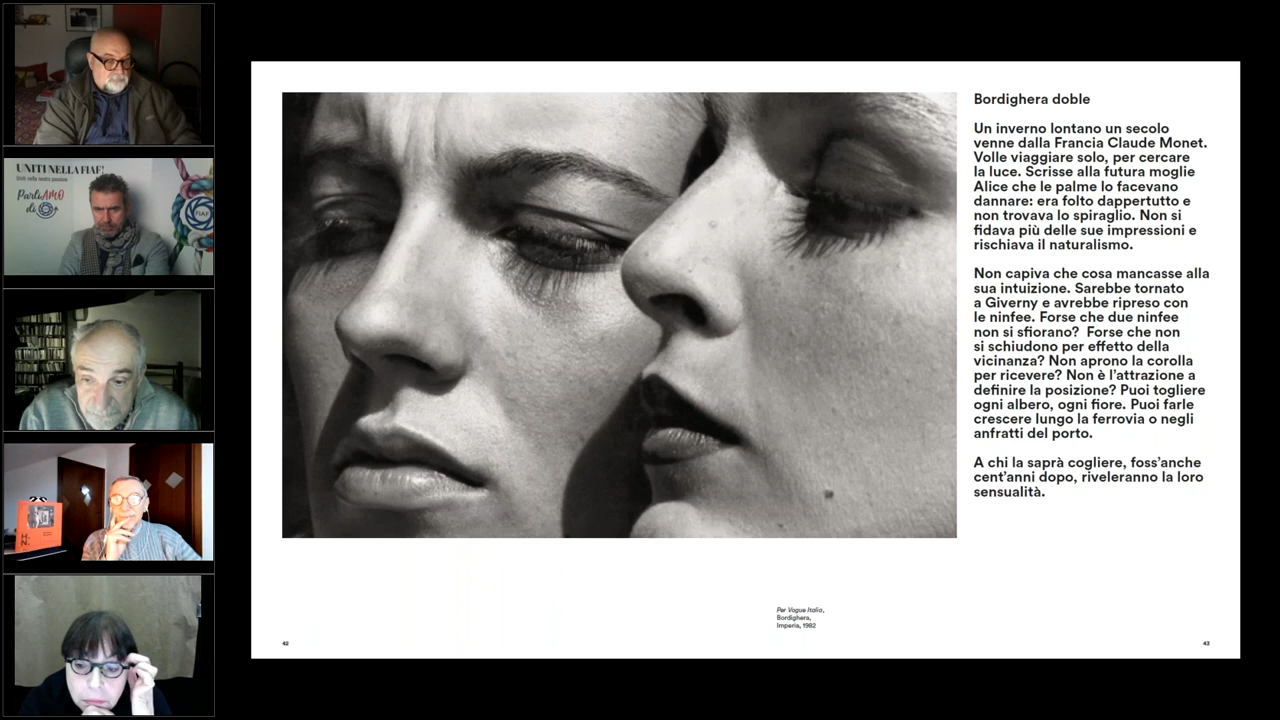 UNITI NELLA FIAF!
Uniti nella nostra passione
ParliAMO
di
FIAF
Bordighera doble
Un inverno lontano un secolo
venne dalla Francia Claude Monet.
Volle viaggiare solo, per cercare
la luce. Scrisse alla futura moglie
Alice che le palme lo facevano
dannare: era folto dappertutto e
non trovava lo spiraglio. Non si
fidava più delle sue impressioni e
rischiava il naturalismo.
Non capiva che cosa mancasse alla
sua intuizione. Sarebbe tornato
a Giverny e avrebbe ripreso con
le ninfee. Forse che due ninfee
non si sfiorano? Forse che non
si schiudono per effetto della
vicinanza? Non aprono la corolla
per ricevere? Non è l'attrazione a
definire la posizione? Puoi togliere
ogni albero, ogni fiore. Puoi farle
crescere lungo la ferrovia o negli
anfratti del porto.
A chi la saprà cogliere, foss'anche
cent'anni dopo, riveleranno la loro
sensualità.
Per Vogue Italia,
Bordighera,
Imperia, 1982
42
43